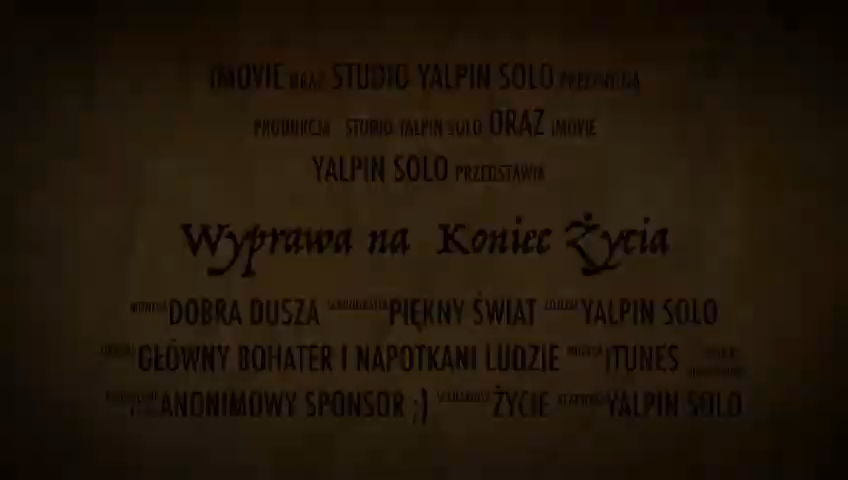 IMOVIE ORAZ STUDIO YALPIN SOLO
PRODUKCJA STUDIO YALPIN SOLO ORAZ IMOVIE
YALPIN SOLO PRZEDSTAWIA
Wyprawa na Koniec Życia
DOBRA DUSZA PIĘKNY ŚWIAT YALPIN SOLO
GŁÓWNY BOHATER I NAPOTKANI LUDZIE ITUNES
ANONIMOWY SPONSOR ;) SCENARIUSZ ŻYCIE YALPIN SOLO